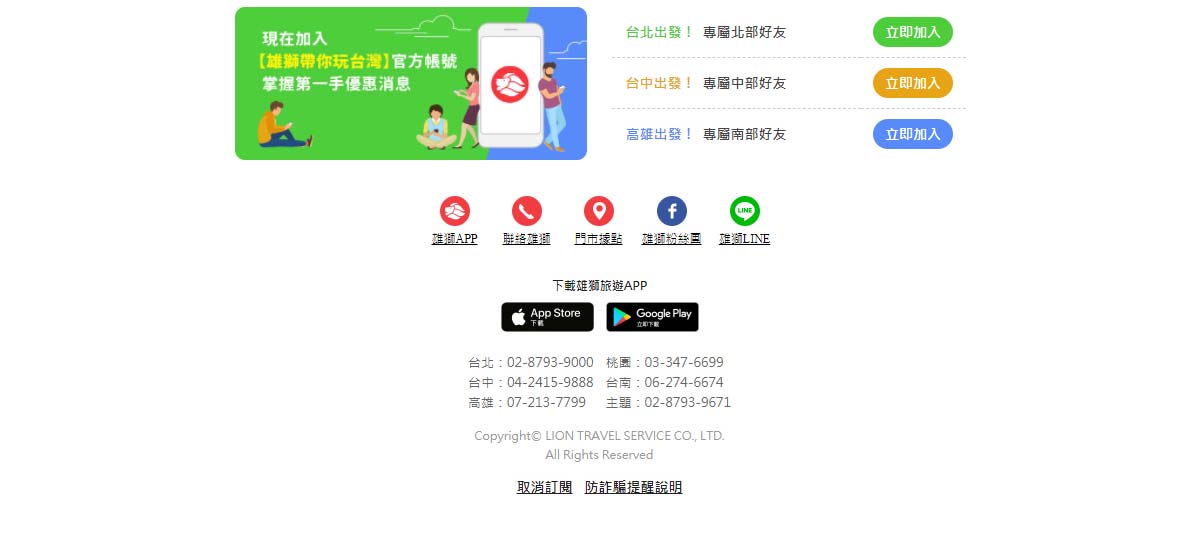 現在加入
【雄獅帶你玩台灣】官方帳號
掌握第一手優惠消息
台北出發！ 專屬北部好友 立即加入
台中出發！ 專屬中部好友 立即加入
高雄出發！ 專屬南部好友 立即加入
LINE
雄獅APP 聯絡雄獅 門市據點 雄獅粉絲團 雄獅LINE
下載雄獅旅遊APP
App Store 下載
Google Play 立即下載
台北：02-8793-9000 桃園：03-347-6699
台中：04-2415-9888 台南：06-274-6674
高雄：07-213-7799 主題：02-8793-9671
Copyright© LION TRAVEL SERVICE CO., LTD.
All Rights Reserved
取消訂閱 防詐騙提醒說明